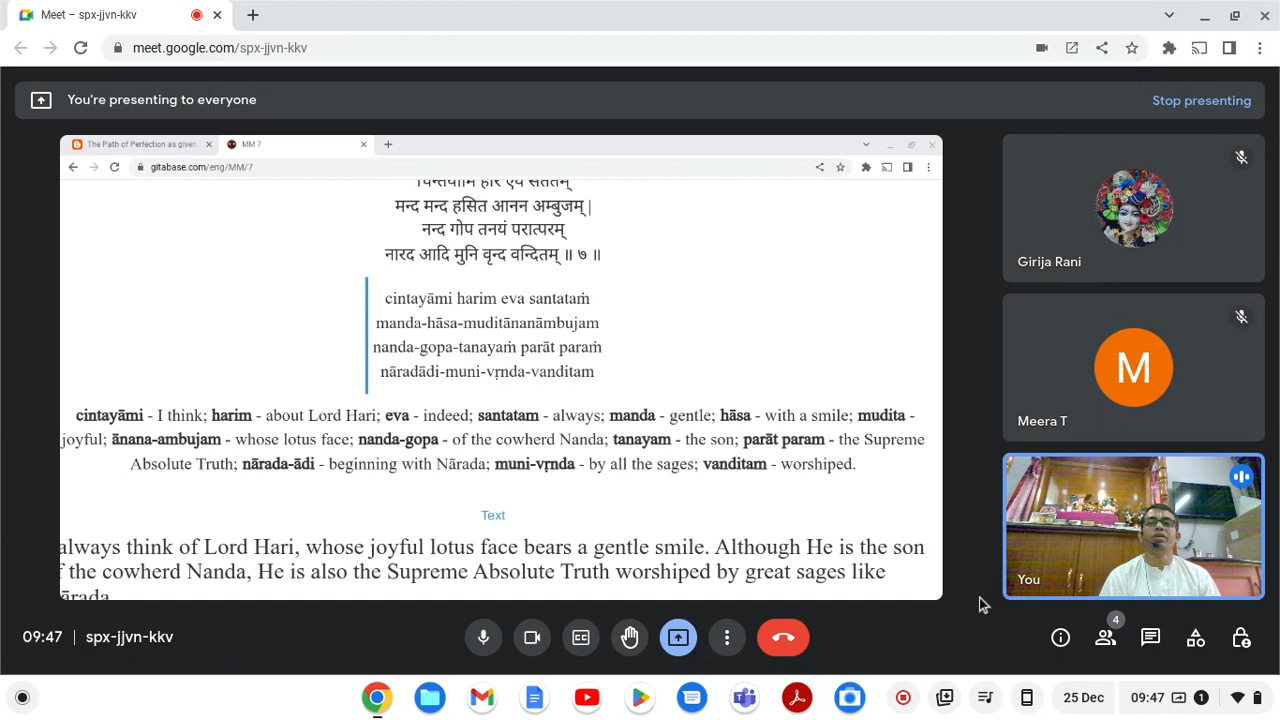 Meet – spx-jjvn-kkv
meet.google.com/spx-jjvn-kkv
You're presenting to everyone
Stop presenting
The Path of Perfection as given
MM 7
gitabase.com/eng/MM/7
मन्द मन्द हसित आनन अम्बुजम् |
नन्द गोप तनयं परात्परम्
नारद आदि मुनि वृन्द वन्दितम् ॥ ७ ॥
cintayāmi harim eva santataṁ
manda-hāsa-muditānanāmbujam
nanda-gopa-tanayaṁ parāt paraṁ
nāradādi-muni-vṛnda-vanditam
cintayāmi - I think; harim - about Lord Hari; eva - indeed; santatam - always; manda - gentle; hāsa - with a smile; mudita -
joyful; ānana-ambujam - whose lotus face; nanda-gopa - of the cowherd Nanda; tanayam - the son; parāt param - the Supreme
Absolute Truth; nārada-ādi - beginning with Nārada; muni-vṛnda - by all the sages; vanditam - worshiped.
Text
always think of Lord Hari, whose joyful lotus face bears a gentle smile. Although He is the son
f the cowherd Nanda, He is also the Supreme Absolute Truth worshiped by great sages like
ārada
Girija Rani
M
Meera T
You
09:47
spx-jjvn-kkv
4
25 Dec
09:47
1